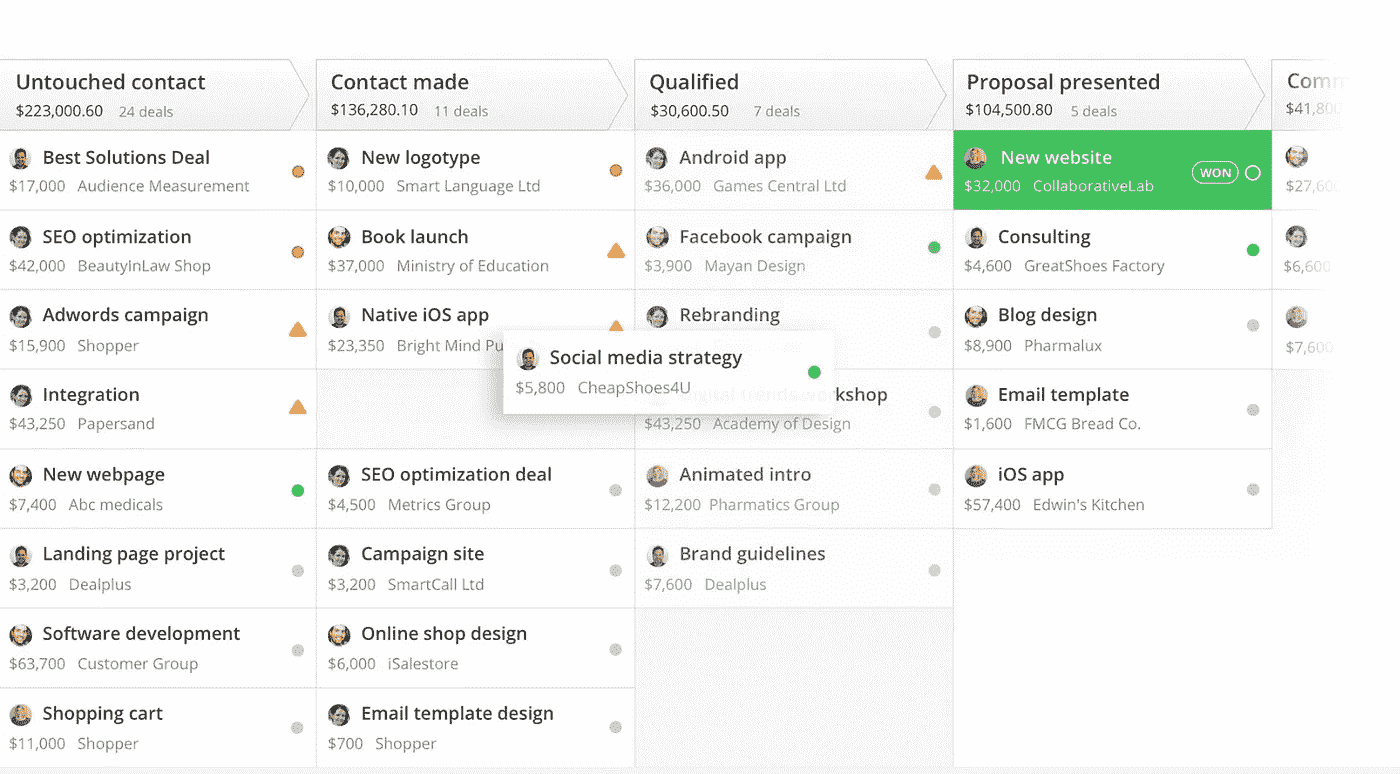 Untouched contact
$223,000.60 24 deals
Best Solutions Deal
$17,000 Audience Measurement
SEO optimization
$42,000 BeautyInLaw Shop
Adwords campaign
$15,900 Shopper
Integration
$43,250 Papersand
New webpage
$7,400 Abc medicals
Landing page project
$3,200 Dealplus
Software development
$63,700 Customer Group
Shopping cart
$11,000 Shopper
Contact made
$136,280.10 11 deals
New logotype
$10,000 Smart Language Ltd
Book launch
$37,000 Ministry of Education
Native iOS app
$23,350 Bright Mind Pu
Social media strategy
$5,800 CheapShoes4U
SEO optimization deal
$4,500 Metrics Group
Campaign site
$3,200 SmartCall Ltd
Online shop design
$6,000 iSalestore
Email template design
$700 Shopper
Qualified
$30,600.50 7 deals
Android app
$36,000 Games Central Ltd
Facebook campaign
$3,900 Mayan Design
Rebranding
Digital trends workshop
$43,250 Academy of Design
Animated intro
$12,200 Pharmatics Group
Brand guidelines
$7,600 Dealplus
Proposal presented
$104,500.80 5 deals
New website
$32,000 CollaborativeLab
WON
Consulting
$4,600 GreatShoes Factory
Blog design
$8,900 Pharmalux
Email template
$1,600 FMCG Bread Co.
iOS app
$57,400 Edwin's Kitchen
Comm
$41,800
$27,600
$6,600
$7,600